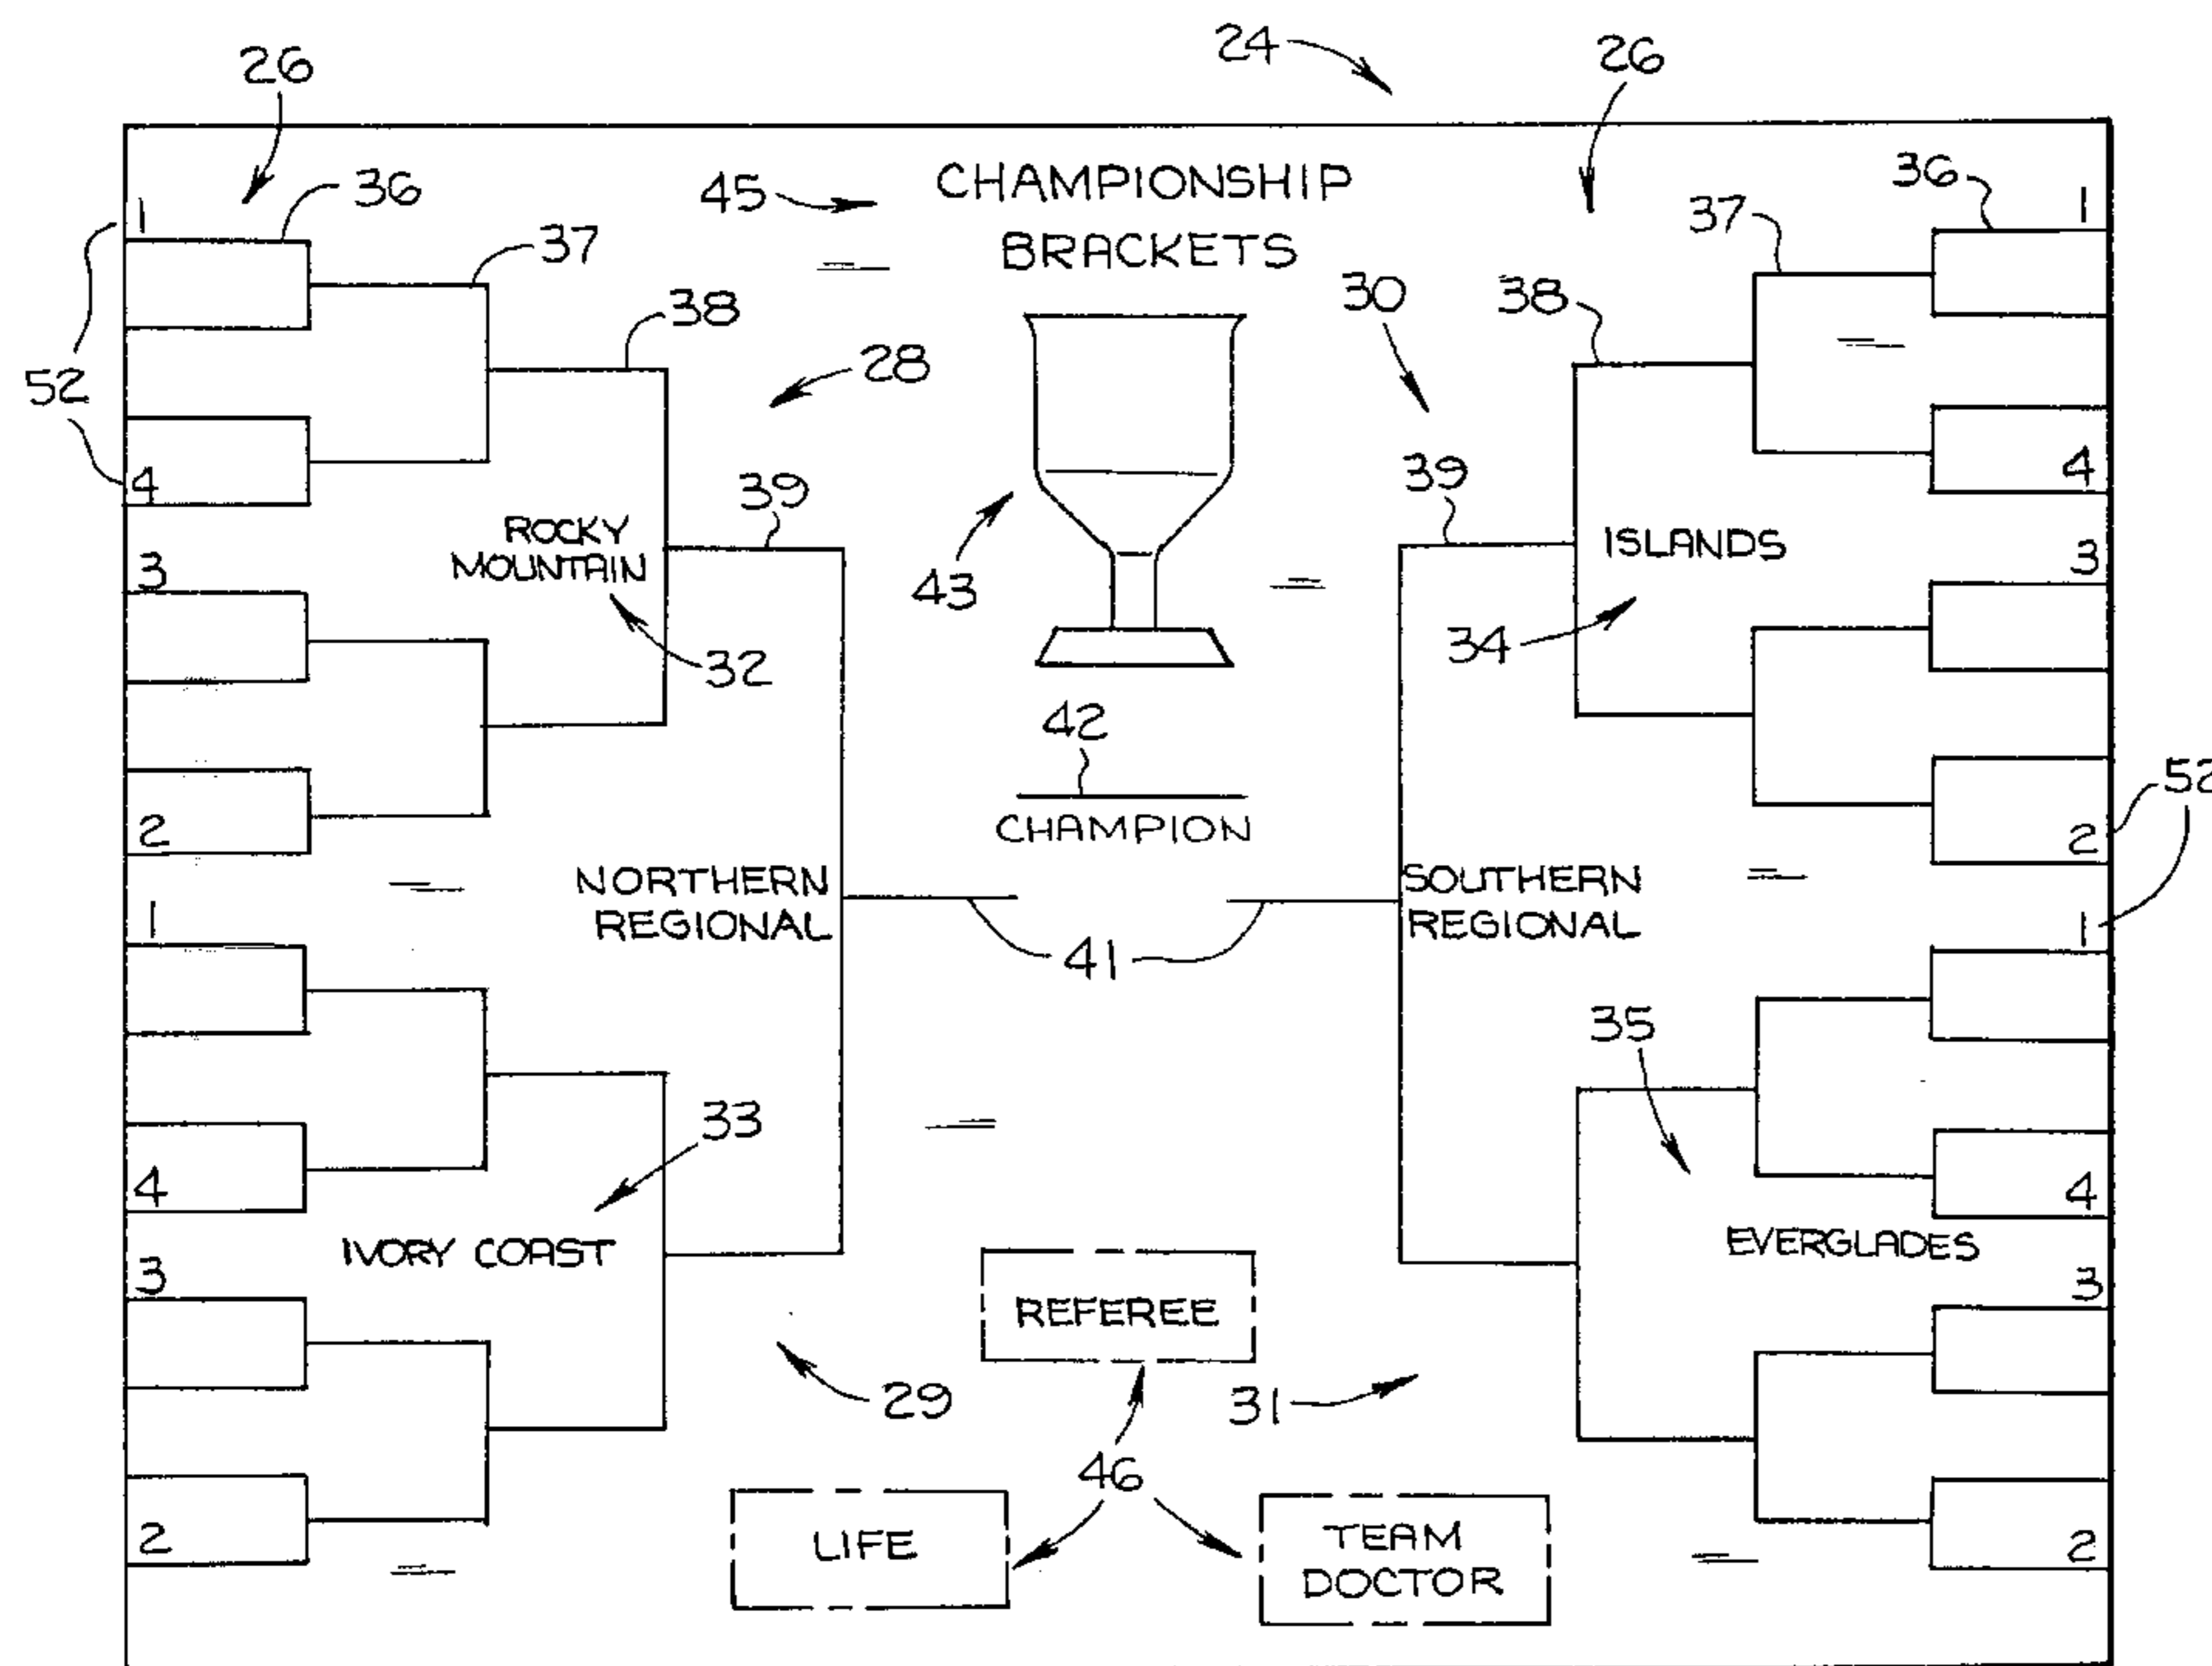 24
26
26
36
45
CHAMPIONSHIP
BRACKETS
36
1
1
37
37
38
30
38
28
52
4
39
39
4
ROCKY
MOUNTAIN
ISLANDS
3
3
43
34
32
42
52
2
CHAMPION
2
NORTHERN
REGIONAL
SOUTHERN
REGIONAL
1
1
41
35
33
4
4
IVORY COAST
EVERGLADES
3
3
REFEREE
29
31
46
2
LIFE
TEAM
DOCTOR
2